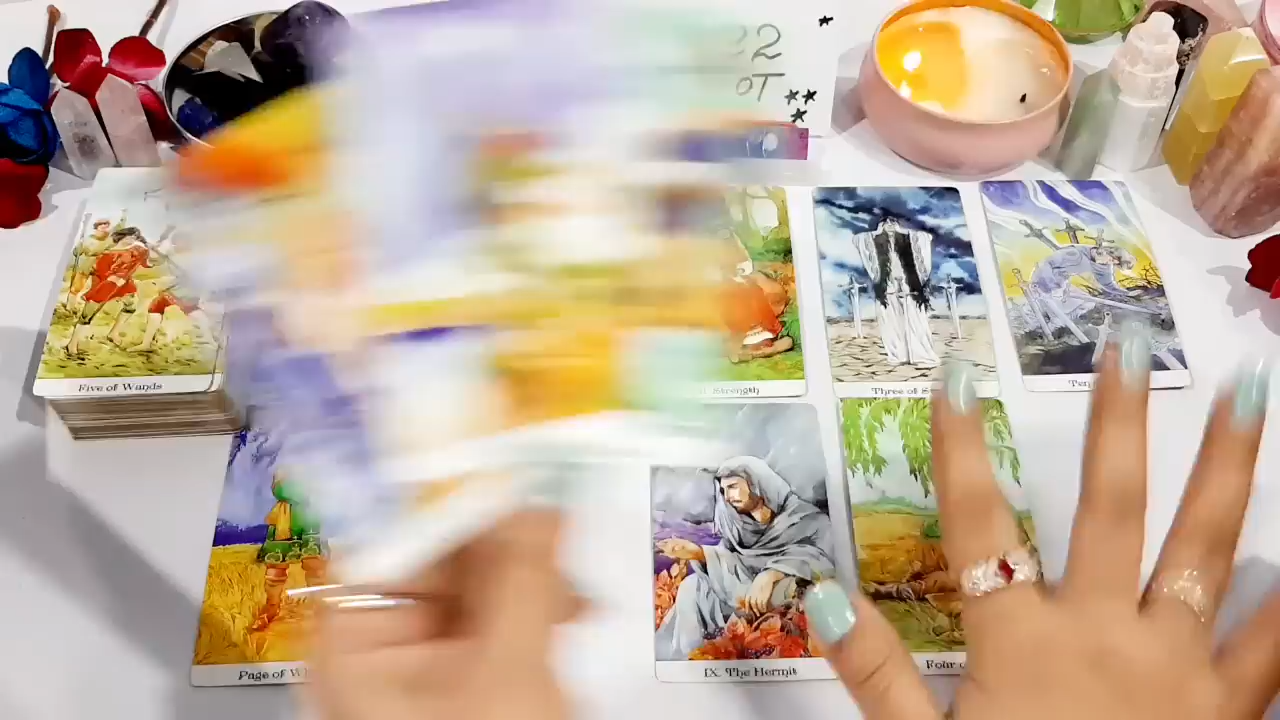 22
OT
Five of Wands
Strength
Three of
Ten
Page of W
IX. The Hermit
Four